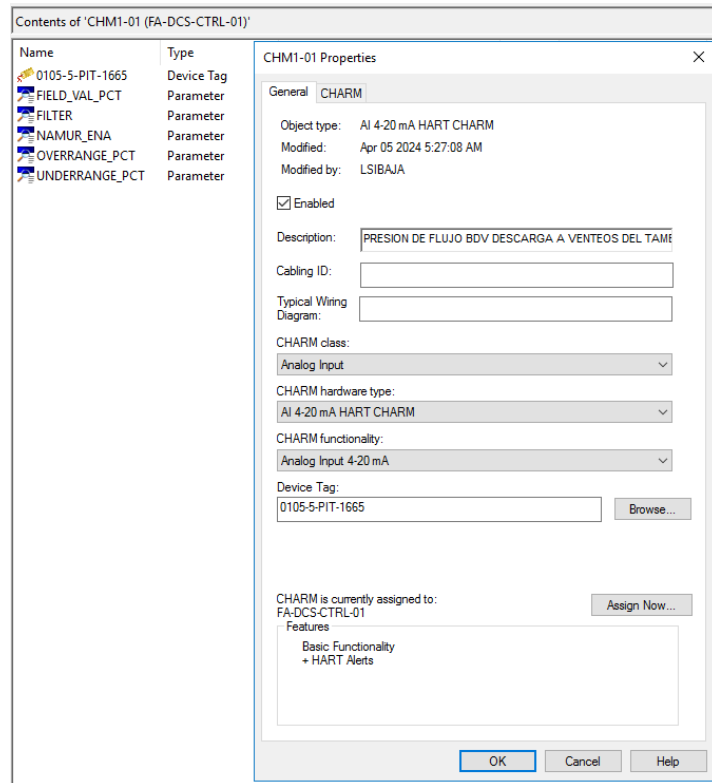 Contents of 'CHM1-01 (FA-DCS-CTRL-01)'
Name Type
0105-5-PIT-1665 Device Tag
FIELD_VAL_PCT Parameter
FILTER Parameter
NAMUR_ENA Parameter
OVERRANGE_PCT Parameter
UNDERRANGE_PCT Parameter
CHM1-01 Properties
General CHARM
Object type: AI 4-20 mA HART CHARM
Modified: Apr 05 2024 5:27:08 AM
Modified by: LSIBAJA
Enabled
Description: PRESION DE FLUJO BDV DESCARGA A VENTEOS DEL TAME
Cabling ID:
Typical Wiring
Diagram:
CHARM class:
Analog Input
CHARM hardware type:
AI 4-20 mA HART CHARM
CHARM functionality:
Analog Input 4-20 mA
Device Tag:
0105-5-PIT-1665 Browse...
CHARM is currently assigned to:
FA-DCS-CTRL-01
Assign Now...
Features
Basic Functionality
+ HART Alerts
OK Cancel Help